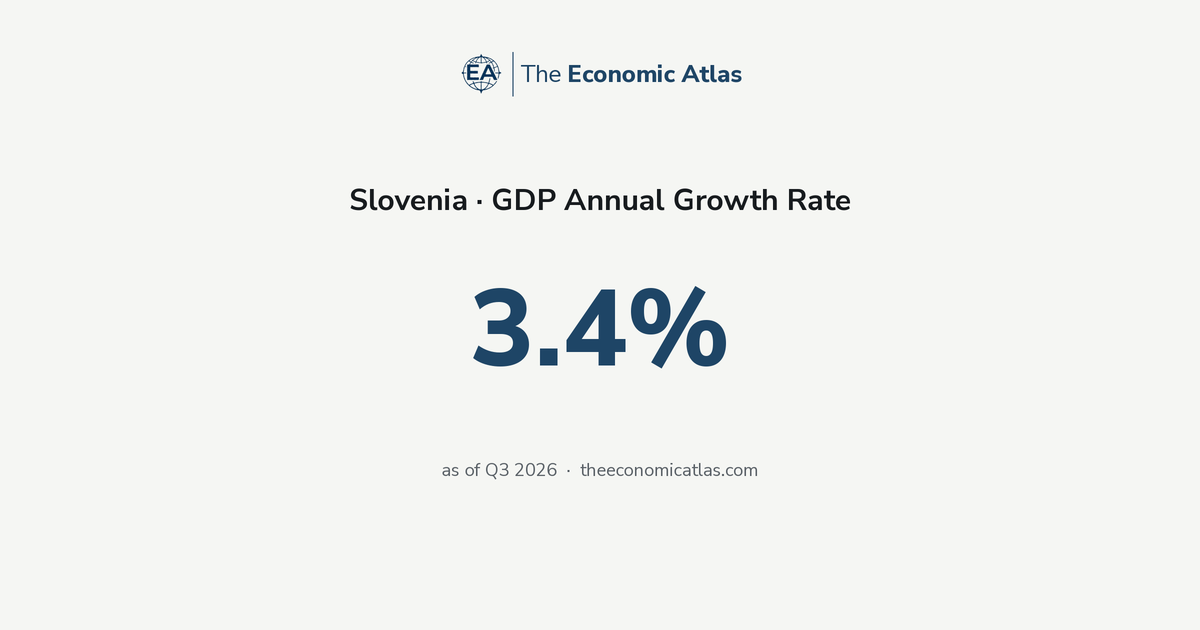 EA The Economic Atlas
Slovenia · GDP Annual Growth Rate
3.4%
as of Q3 2026 · theeconomicatlas.com